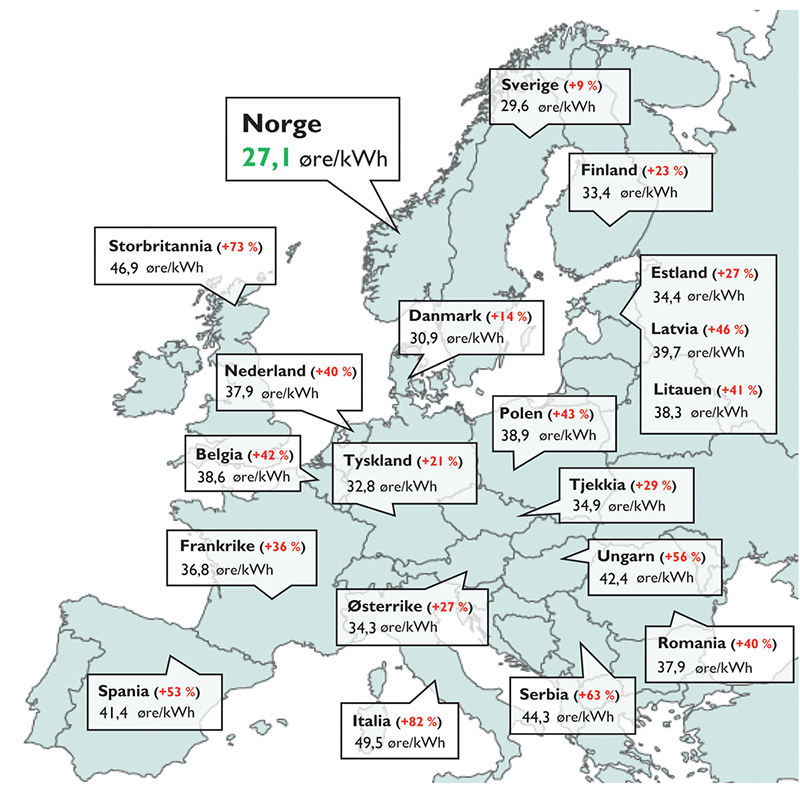 Sverige (+9 %)
29,6 øre/kWh
Norge
27,1 øre/kWh
Finland (+23 %)
33,4 øre/kWh
Storbritannia (+73 %)
46,9 øre/kWh
Estland (+27 %)
34,4 øre/kWh
Latvia (+46 %)
39,7 øre/kWh
Litauen (+41 %)
38,3 øre/kWh
Danmark (+14 %)
30,9 øre/kWh
Nederland (+40 %)
37,9 øre/kWh
Polen (+43 %)
38,9 øre/kWh
Belgia (+42 %)
38,6 øre/kWh
Tyskland (+21 %)
32,8 øre/kWh
Tjekkia (+29 %)
34,9 øre/kWh
Frankrike (+36 %)
36,8 øre/kWh
Ungarn (+56 %)
42,4 øre/kWh
Østerrike (+27 %)
34,3 øre/kWh
Romania (+40 %)
37,9 øre/kWh
Spania (+53 %)
41,4 øre/kWh
Serbia (+63 %)
44,3 øre/kWh
Italia (+82 %)
49,5 øre/kWh